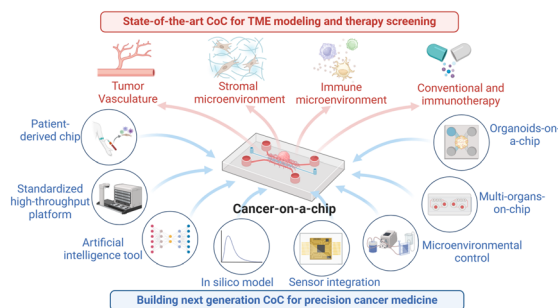 State-of-the-art CoC for TME modeling and therapy screening
Tumor
Vasculature
Stromal
microenvironment
Immune
microenvironment
Conventional and
immunotherapy
Patient-
derived chip
Organoids-on-
a-chip
Standardized
high-throughput
platform
Multi-organs-
on-chip
Cancer-on-a-chip
Artificial
intelligence tool
In silico model
Sensor integration
Microenvironmental
control
Building next generation CoC for precision cancer medicine